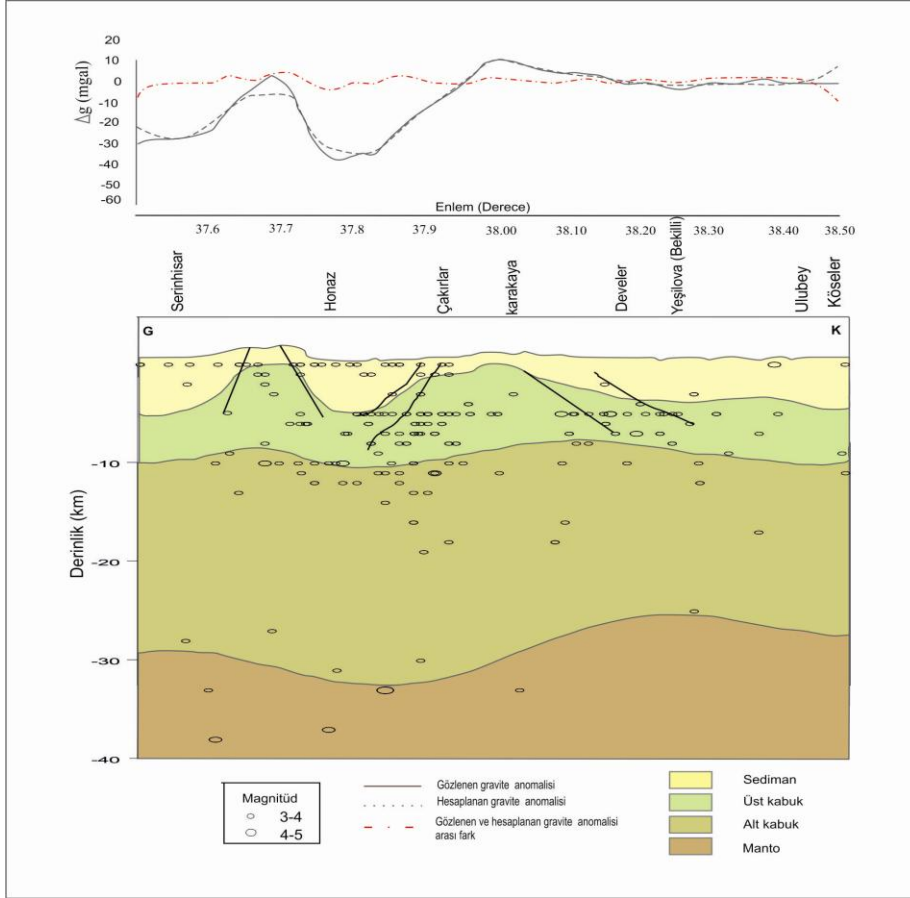 20
10
0
-10
-20
-30
-40
-50
-60
Δg (mgal)
Enlem (Derece)
37.6 37.7 37.8 37.9 38.00 38.10 38.20 38.30 38.40 38.50
Serinhisar
Honaz
Çakırlar
karakaya
Develer
Yeşilova (Bekilli)
Ulubey
Köseler
G K
-10
-20
-30
-40
Derinlik (km)
Magnitüd
3-4
4-5
Gözlenen gravite anomalisi
Hesaplanan gravite anomalisi
Gözlenen ve hesaplanan gravite anomalisi
arası fark
Sediman
Üst kabuk
Alt kabuk
Manto